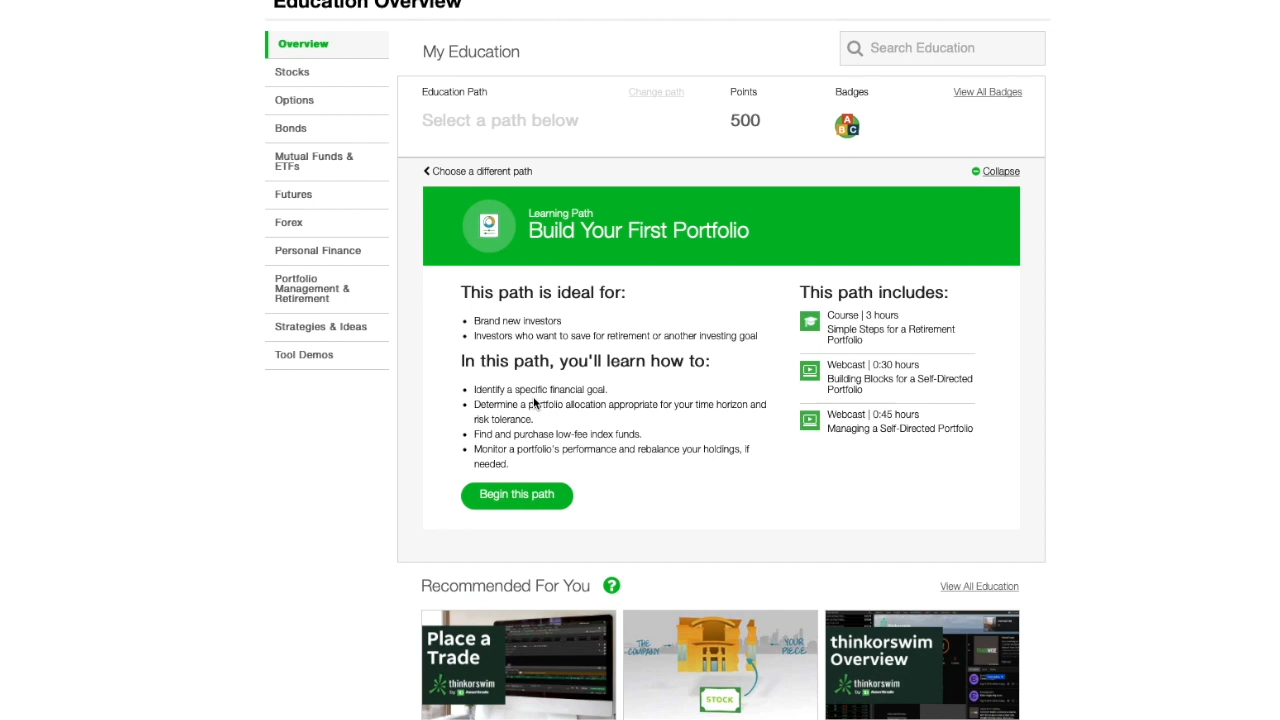 Education Overview
Overview
Stocks
Options
Bonds
Mutual Funds &
ETFs
Futures
Forex
Personal Finance
Portfolio
Management &
Retirement
Strategies & Ideas
Tool Demos
My Education
Search Education
Education Path
Change path
Points
Badges
View All Badges
Select a path below
500
A
B C
Choose a different path
Collapse
Learning Path
Build Your First Portfolio
This path is ideal for:
• Brand new investors
• Investors who want to save for retirement or another investing goal
In this path, you'll learn how to:
• Identify a specific financial goal.
• Determine a portfolio allocation appropriate for your time horizon and
risk tolerance.
• Find and purchase low-fee index funds.
• Monitor a portfolio's performance and rebalance your holdings, if
needed.
Begin this path
This path includes:
Course | 3 hours
Simple Steps for a Retirement
Portfolio
Webcast | 0:30 hours
Building Blocks for a Self-Directed
Portfolio
Webcast | 0:45 hours
Managing a Self-Directed Portfolio
Recommended For You ?
View All Education
Place a
Trade
thinkorswim
THE
COMPANY
YOUR
PIECE
STOCK
thinkorswim
Overview
thinkorswim